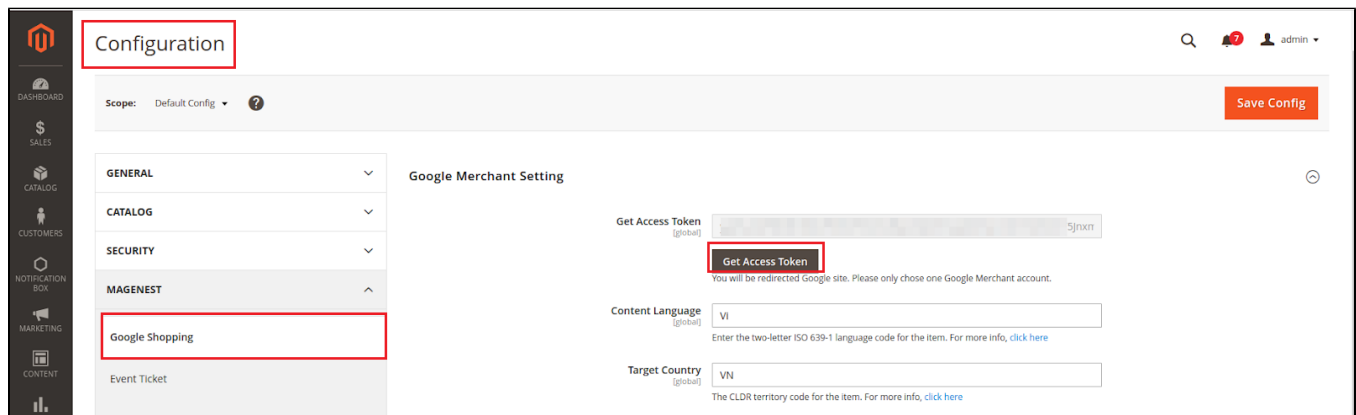 Configuration
7
admin
DASHBOARD
SALES
CATALOG
CUSTOMERS
NOTIFICATION
BOX
MARKETING
CONTENT
Scope: Default Config ?
Save Config
GENERAL
CATALOG
SECURITY
MAGENEST
Google Shopping
Event Ticket
Google Merchant Setting
Get Access Token
[global]
5Jnxn
Get Access Token
You will be redirected Google site. Please only chose one Google Merchant account.
Content Language
[global]
VI
Enter the two-letter ISO 639-1 language code for the item. For more info, click here
Target Country
[global]
VN
The CLDR territory code for the item. For more info, click here